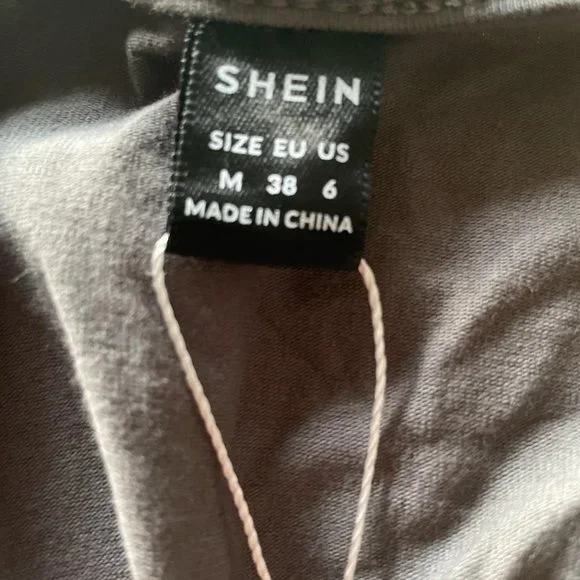 SHEIN
SIZE EU US
M 38 6
MADE IN CHINA